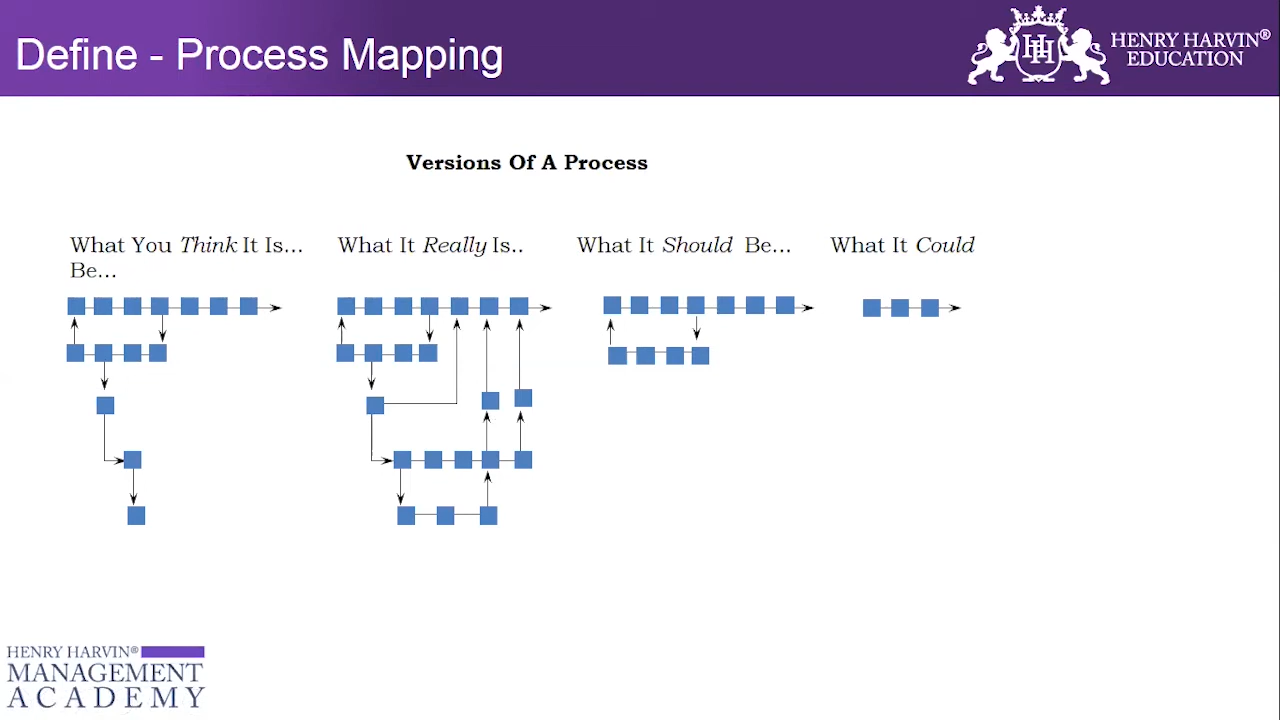 Define - Process Mapping
HENRY HARVIN®
EDUCATION
Versions Of A Process
What You Think It Is... What It Really Is.. What It Should Be... What It Could
Be...
HENRY HARVIN®
MANAGEMENT
ACADEMY